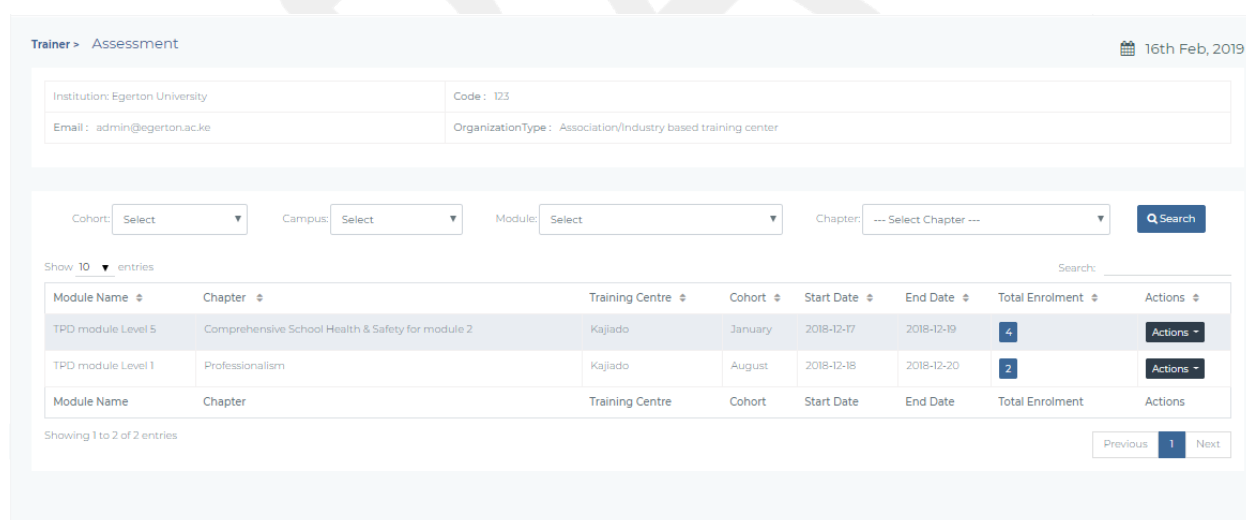 Trainer > Assessment
16th Feb, 2019
Institution: Egerton University Code : 123
Email : admin@egerton.ac.ke OrganizationType : Association/Industry based training center
Cohort: Select Campus: Select Module: Select Chapter: --- Select Chapter --- Search
Show 10 entries Search:
Module Name Chapter Training Centre Cohort Start Date End Date Total Enrolment Actions
TPD module Level 5 Comprehensive School Health & Safety for module 2 Kajiado January 2018-12-17 2018-12-19 4 Actions
TPD module Level 1 Professionalism Kajiado August 2018-12-18 2018-12-20 2 Actions
Module Name Chapter Training Centre Cohort Start Date End Date Total Enrolment Actions
Showing 1 to 2 of 2 entries
Previous 1 Next